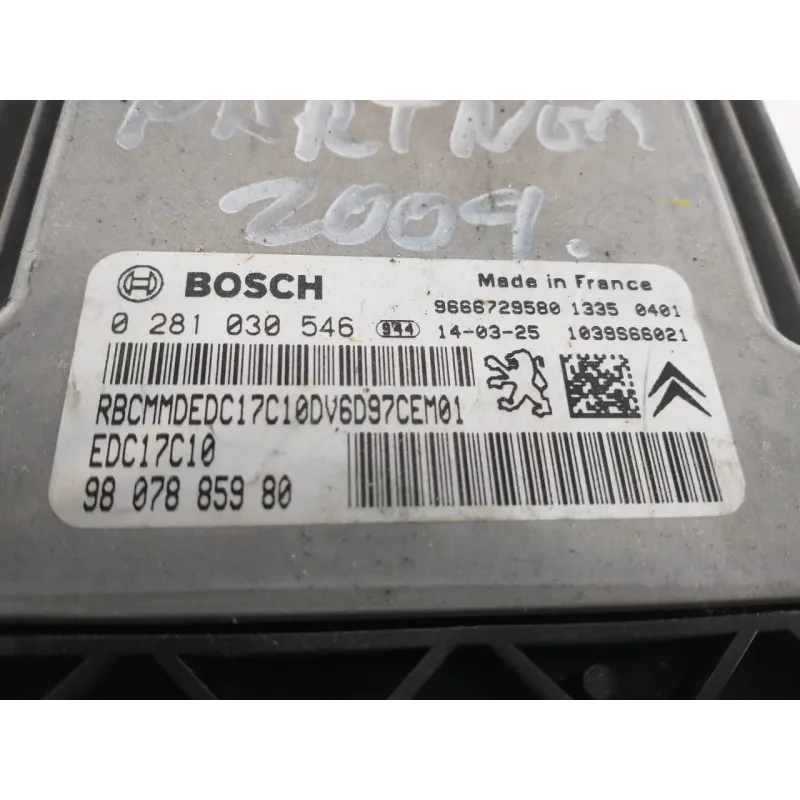 PARTNER
2009.
BOSCH
Made in France
9666729580 1335 0401
0 281 030 546 944 14-03-25 1039S66021
RBCMMDEDC17C10DV6D97CEM01
EDC17C10
98 078 859 80